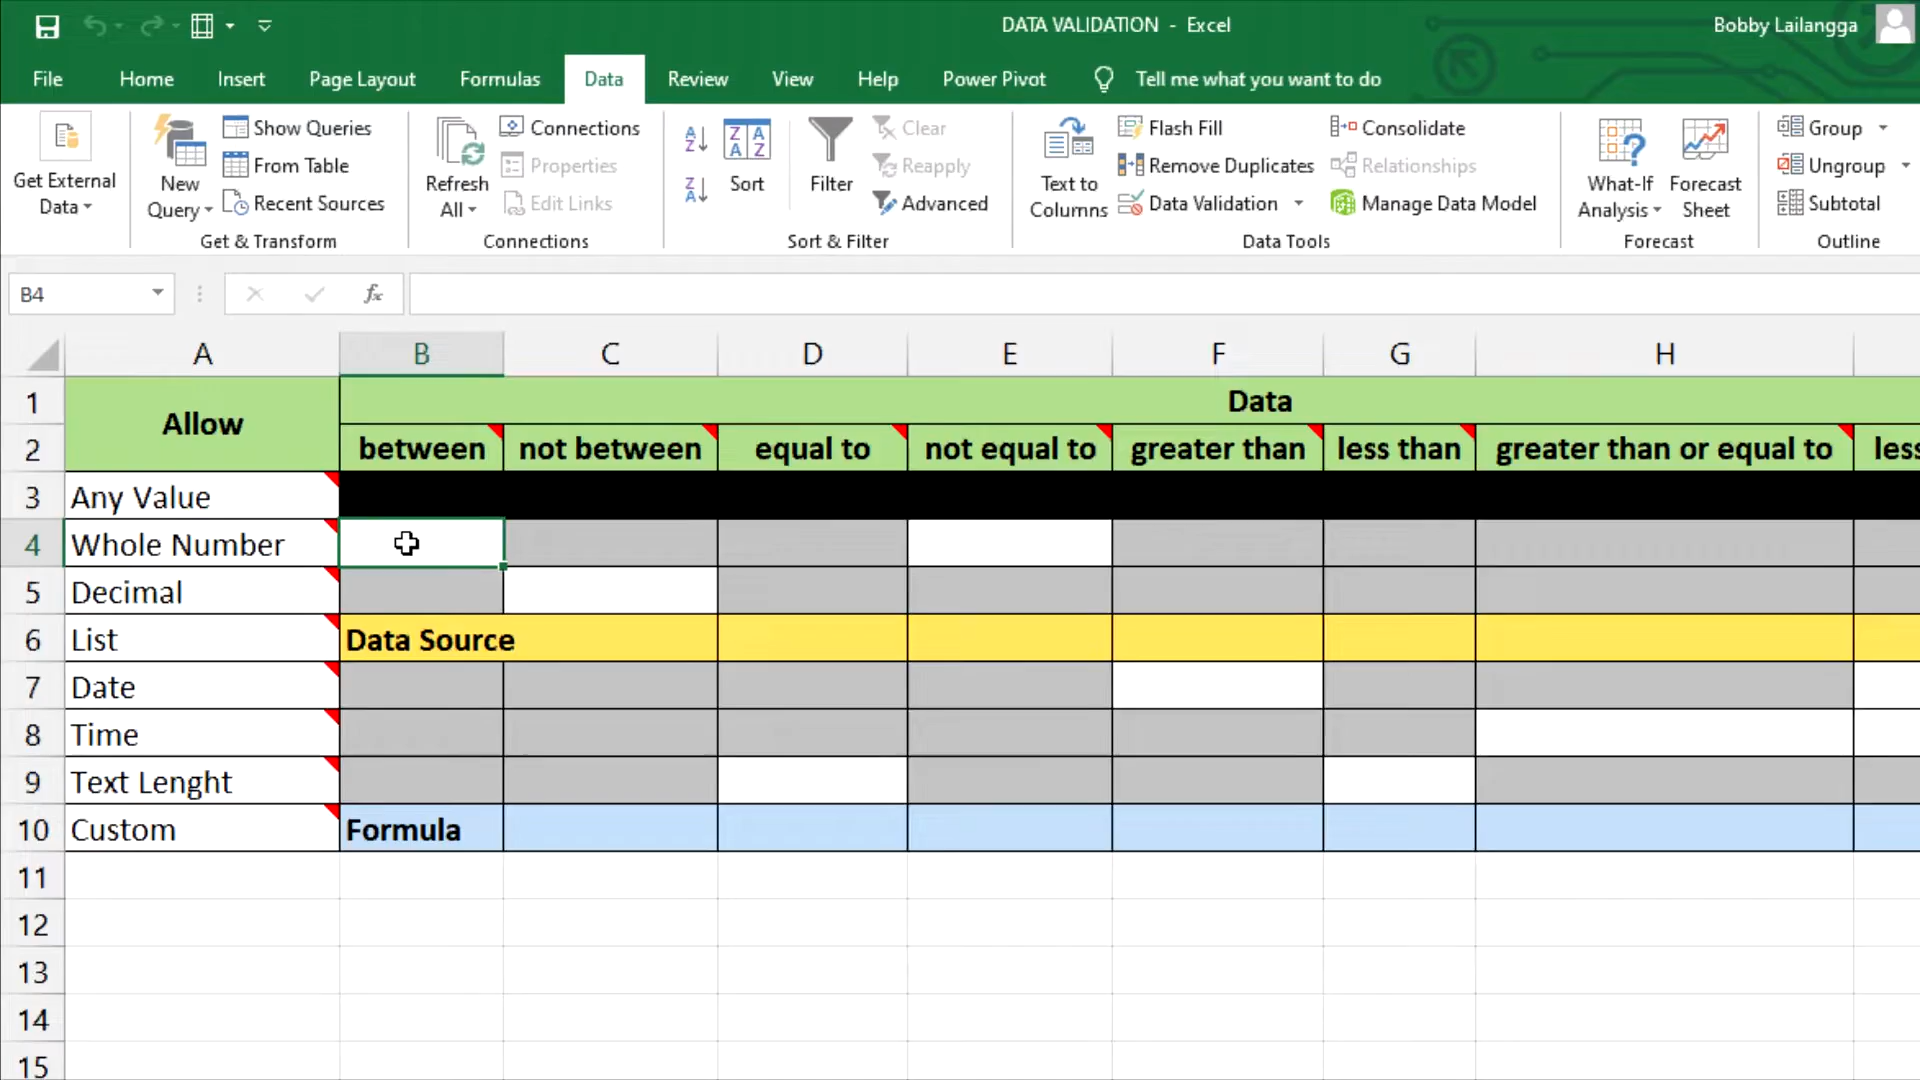 DATA VALIDATION - Excel
Bobby Lailangga
File Home Insert Page Layout Formulas Data Review View Help Power Pivot Tell me what you want to do
Get External Data
New Query
Show Queries
From Table
Recent Sources
Get & Transform
Refresh All
Connections
Properties
Edit Links
Connections
Sort
Filter
Clear
Reapply
Advanced
Sort & Filter
Text to Columns
Flash Fill
Remove Duplicates
Data Validation
Consolidate
Relationships
Manage Data Model
Data Tools
What-If Analysis
Forecast Sheet
Forecast
Group
Ungroup
Subtotal
Outline
B4 fx
A B C D E F G H
1 Allow Data
2 between not between equal to not equal to greater than less than greater than or equal to less
3 Any Value
4 Whole Number
5 Decimal
6 List Data Source
7 Date
8 Time
9 Text Lenght
10 Custom Formula
11
12
13
14
15